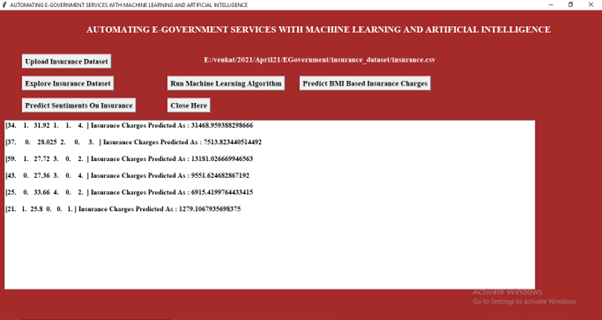 AUTOMATING E-GOVERNMENT SERVICES WITH MACHINE LEARNING AND ARTIFICIAL INTELLIGENCE
AUTOMATING E-GOVERNMENT SERVICES WITH MACHINE LEARNING AND ARTIFICIAL INTELLIGENCE
Upload Insurance Dataset
E:/venkat/2021/April21/EGovernment/insurance_dataset/insurance.csv
Explore Insurance Dataset Run Machine Learning Algorithm Predict BMI Based Insurance Charges
Predict Sentiments On Insurance Close Here
[34. 1. 31.92 1. 1. 4. ] Insurance Charges Predicted As : 31468.959388298666
[37. 0. 28.025 2. 0. 3. ] Insurance Charges Predicted As : 7513.823440514492
[59. 1. 27.72 3. 0. 2. ] Insurance Charges Predicted As : 13181.026669946563
[43. 0. 27.36 3. 0. 4. ] Insurance Charges Predicted As : 9551.624682867192
[25. 0. 33.66 4. 0. 2. ] Insurance Charges Predicted As : 6915.4199764433415
[21. 1. 25.8 0. 0. 1. ] Insurance Charges Predicted As : 1279.1067935698375
Activate Windows
Go to Settings to activate Windows.